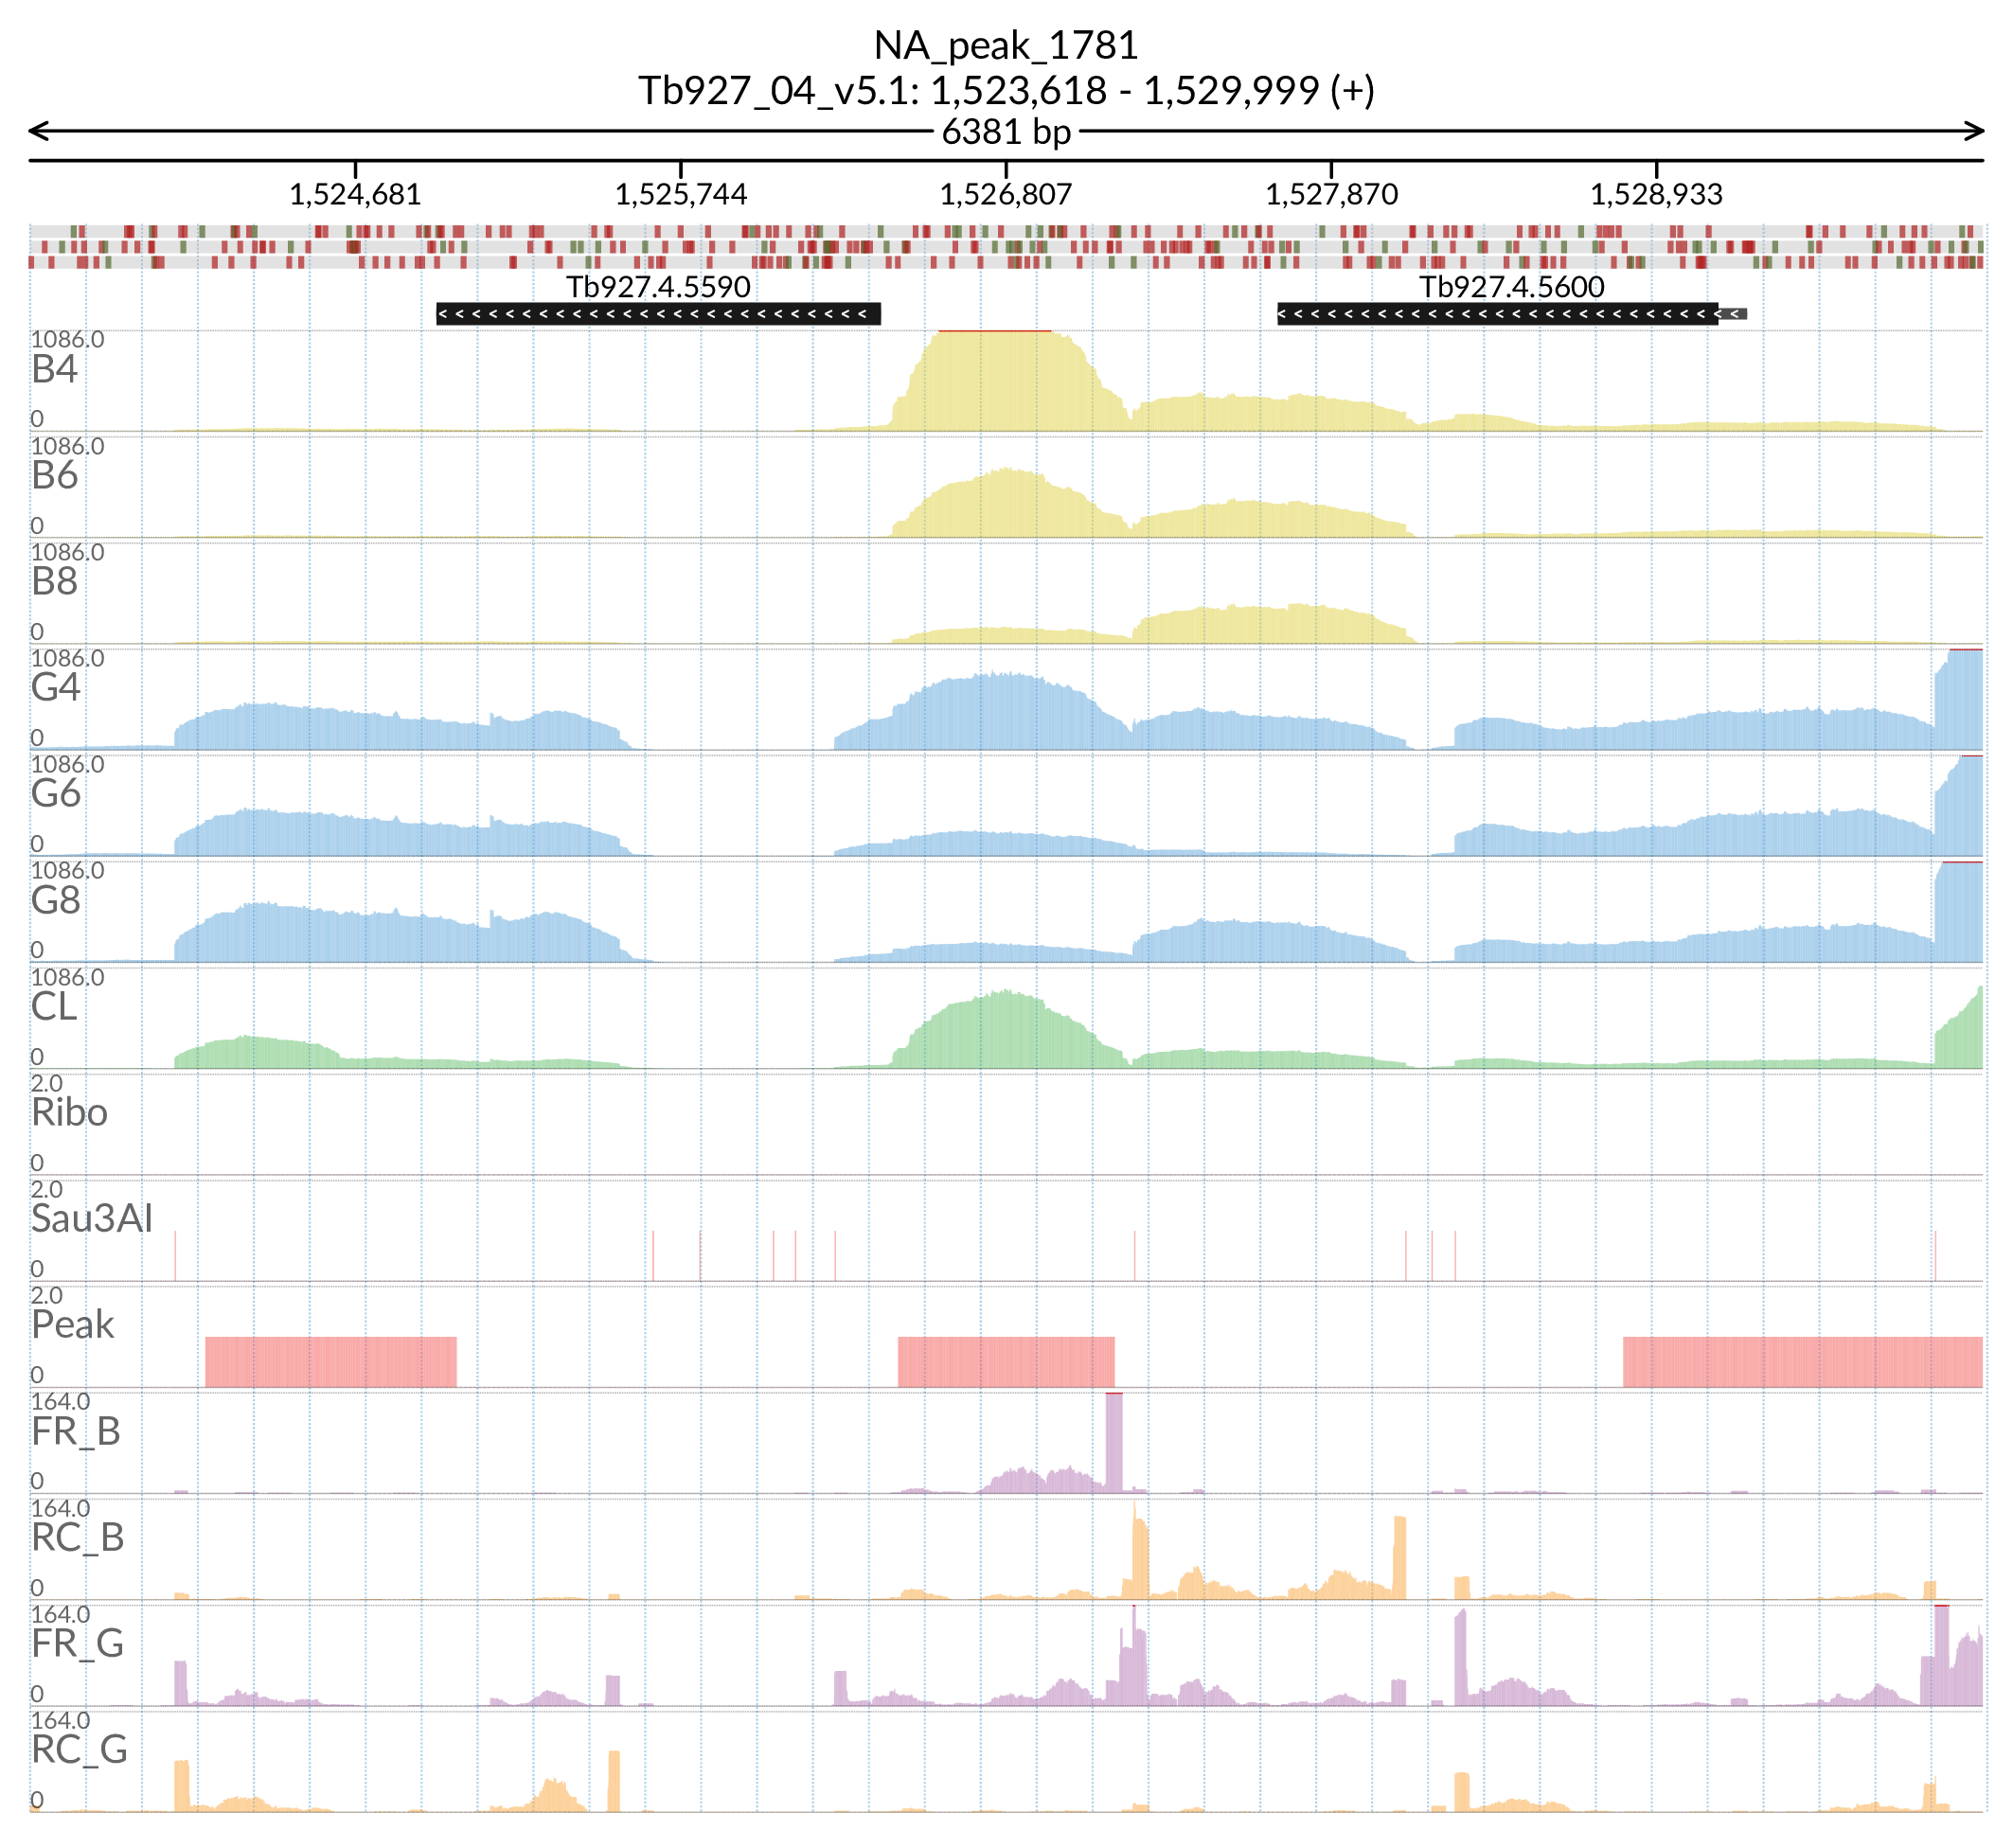 NA_peak_1781
Tb927_04_v5.1: 1,523,618 - 1,529,999 (+)
6381 bp
1,524,681 1,525,744 1,526,807 1,527,870 1,528,933
Tb927.4.5590 Tb927.4.5600
1086.0
B4
0
1086.0
B6
0
1086.0
B8
0
1086.0
G4
0
1086.0
G6
0
1086.0
G8
0
1086.0
CL
0
2.0
Ribo
0
2.0
Sau3AI
0
2.0
Peak
0
164.0
FR_B
0
164.0
RC_B
0
164.0
FR_G
0
164.0
RC_G
0